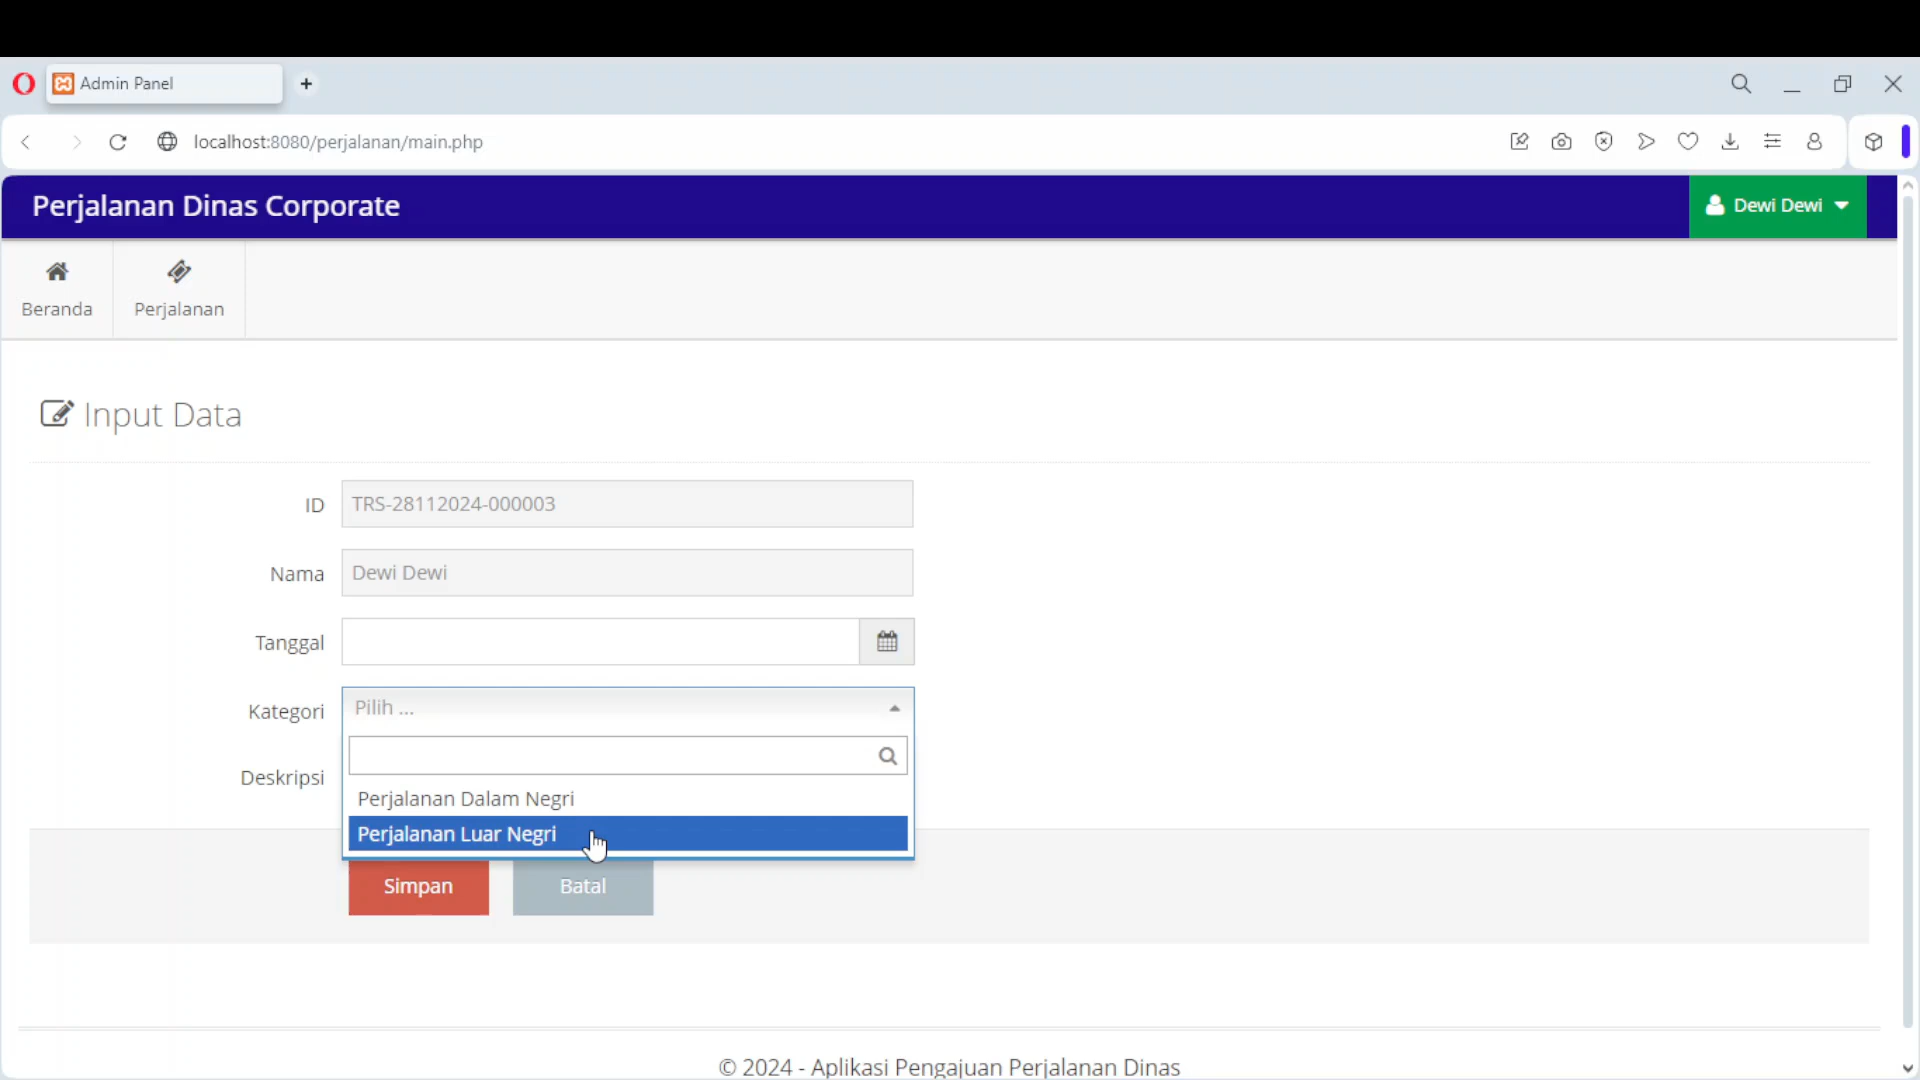 Admin Panel
localhost:8080/perjalanan/main.php
Perjalanan Dinas Corporate
Dewi Dewi
Beranda
Perjalanan
Input Data
ID
TRS-28112024-000003
Nama
Dewi Dewi
Tanggal
Kategori
Pilih ...
Deskripsi
Perjalanan Dalam Negri
Perjalanan Luar Negri
Simpan
Batal
© 2024 - Aplikasi Pengajuan Perjalanan Dinas